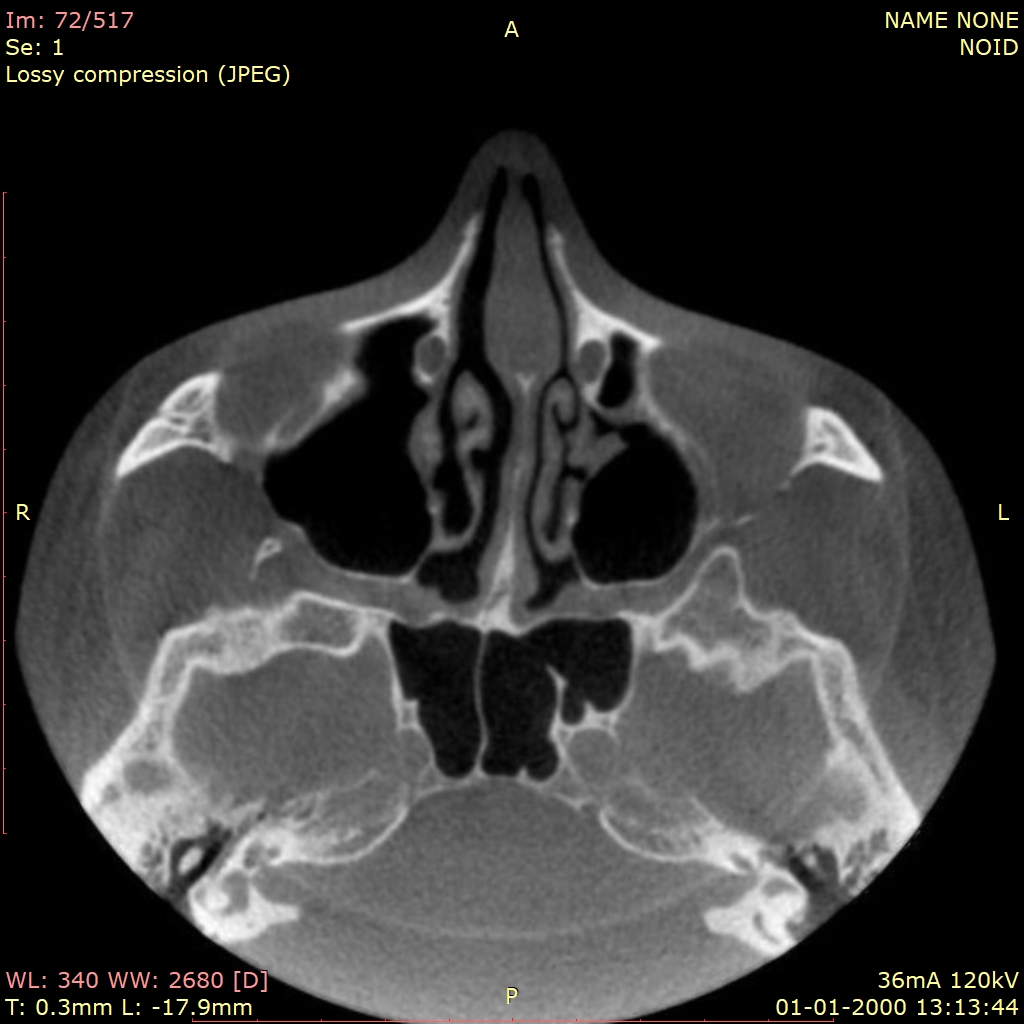 Im: 72/517
Se: 1
Lossy compression (JPEG)
A
NAME NONE
NOID
R
L
WL: 340 WW: 2680 [D]
T: 0.3mm L: -17.9mm
P
36mA 120kV
01-01-2000 13:13:44